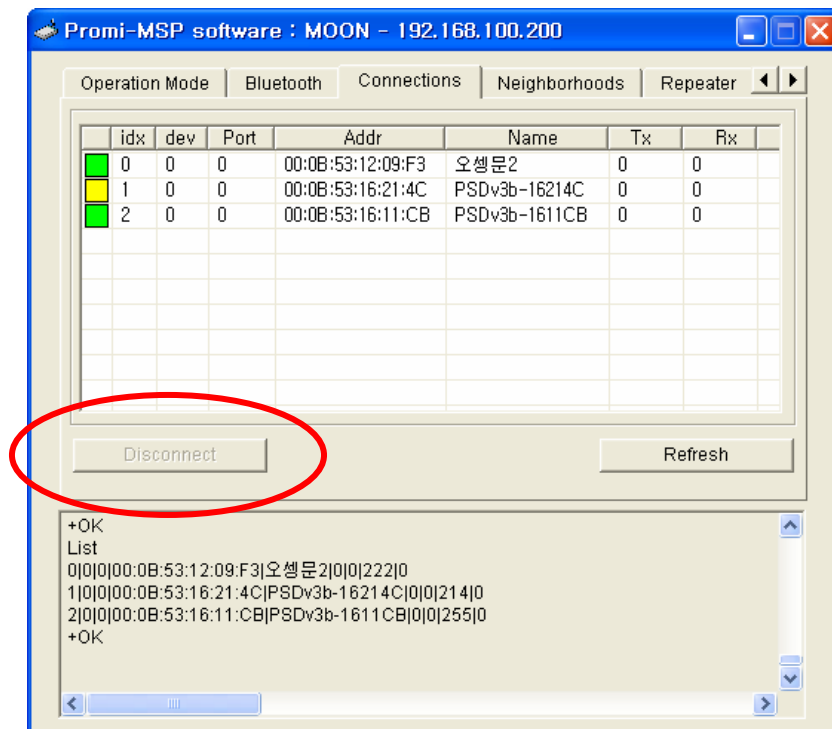 Promi-MSP software : MOON - 192.168.100.200
Operation Mode Bluetooth Connections Neighborhoods Repeater
idx dev Port Addr Name Tx Rx
0 0 0 00:0B:53:12:09:F3 오셍문2 0 0
1 0 0 00:0B:53:16:21:4C PSDv3b-16214C 0 0
2 0 0 00:0B:53:16:11:CB PSDv3b-1611CB 0 0
Disconnect Refresh
+OK
List
0|0|0|00:0B:53:12:09:F3|오셍문2|0|0|222|0
1|0|0|00:0B:53:16:21:4C|PSDv3b-16214C|0|0|214|0
2|0|0|00:0B:53:16:11:CB|PSDv3b-1611CB|0|0|255|0
+OK